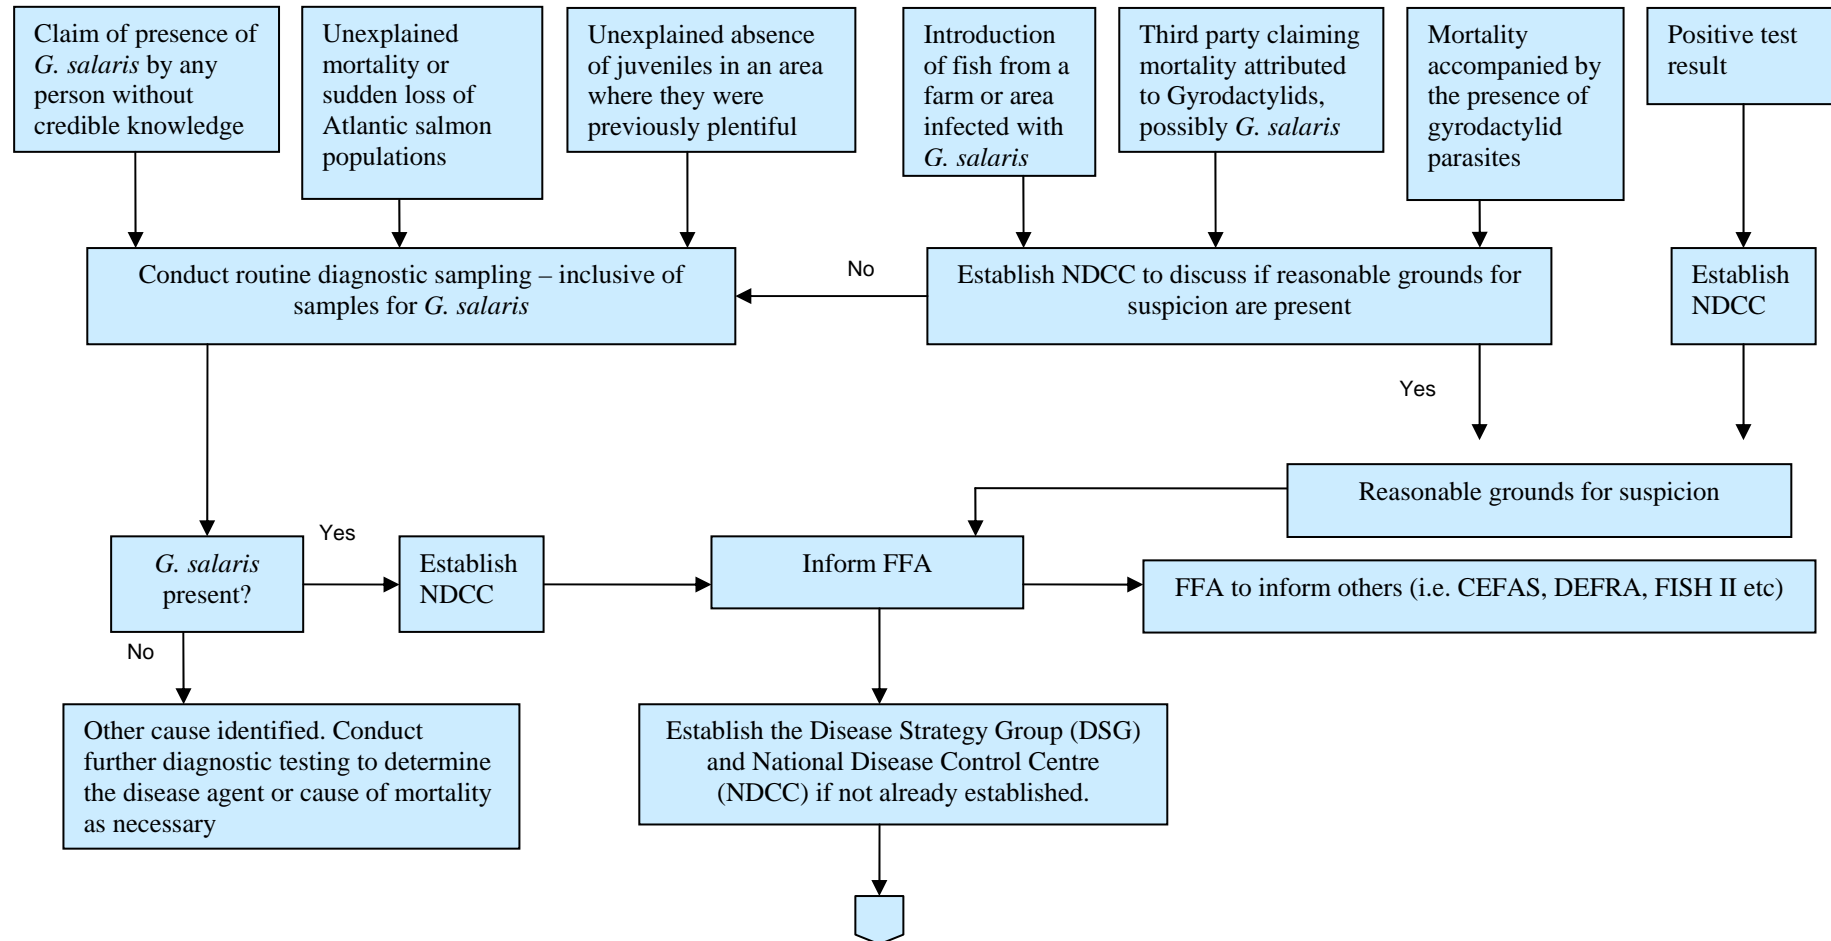 Claim of presence of
G. salaris by any
person without
credible knowledge
Unexplained
mortality or
sudden loss of
Atlantic salmon
populations
Unexplained absence
of juveniles in an area
where they were
previously plentiful
Introduction
of fish from a
farm or area
infected with
G. salaris
Third party claiming
mortality attributed
to Gyrodactylids,
possibly G. salaris
Mortality
accompanied by
the presence of
gyrodactylid
parasites
Positive test
result
Conduct routine diagnostic sampling – inclusive of
samples for G. salaris
No
Establish NDCC to discuss if reasonable grounds for
suspicion are present
Establish
NDCC
Yes
Reasonable grounds for suspicion
G. salaris
present?
Yes
Establish
NDCC
Inform FFA
FFA to inform others (i.e. CEFAS, DEFRA, FISH II etc)
No
Other cause identified. Conduct
further diagnostic testing to determine
the disease agent or cause of mortality
as necessary
Establish the Disease Strategy Group (DSG)
and National Disease Control Centre
(NDCC) if not already established.